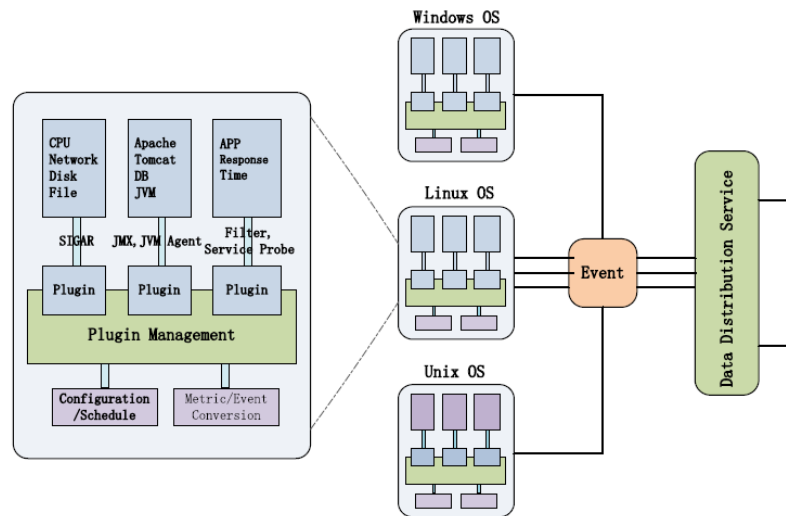 Windows OS
CPU
Network
Disk
File
Apache
Tomcat
DB
JVM
APP
Response
Time
SIGAR
JMX,JVM Agent
Filter,
Service Probe
Plugin
Plugin
Plugin
Plugin Management
Configuration
/Schedule
Metric/Event
Conversion
Linux OS
Unix OS
Event
Data Distribution Service